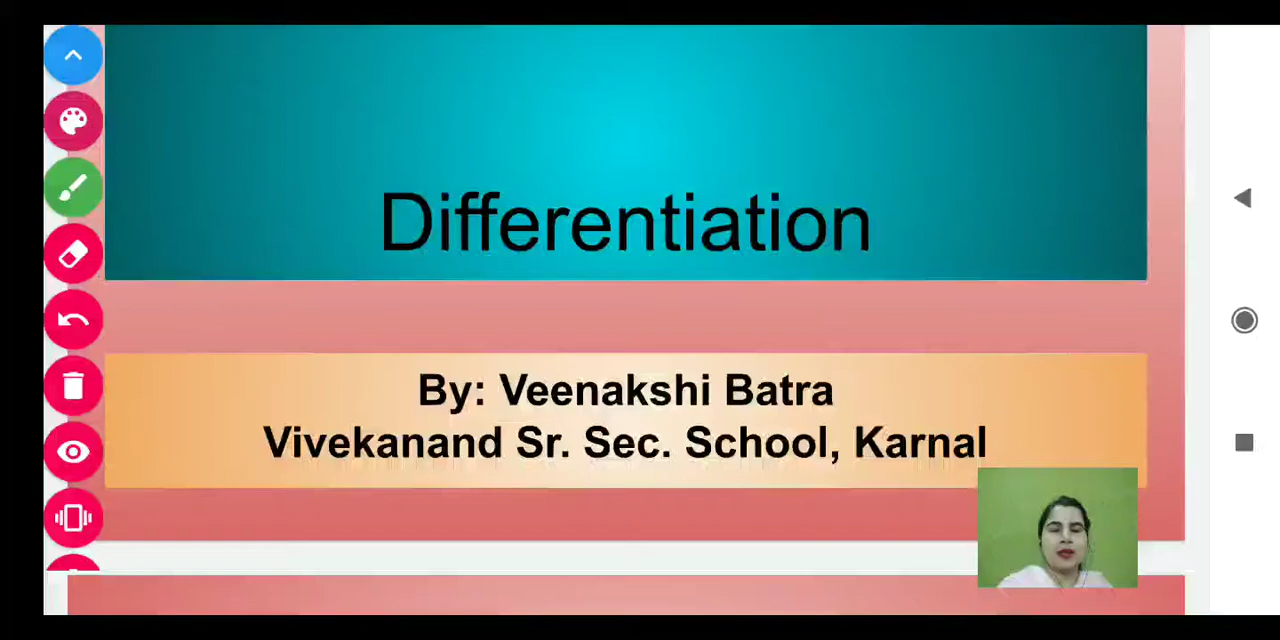 Differentiation
By: Veenakshi Batra
Vivekanand Sr. Sec. School, Karnal